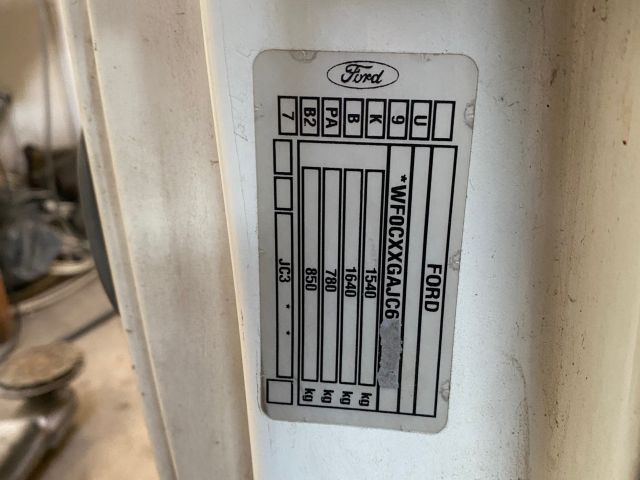 Ford
U
9
K
B
PA
B2
7
FORD
*WF0CXXGAJC6
1540 kg
1640 kg
780 kg
850 kg
JC3 * *